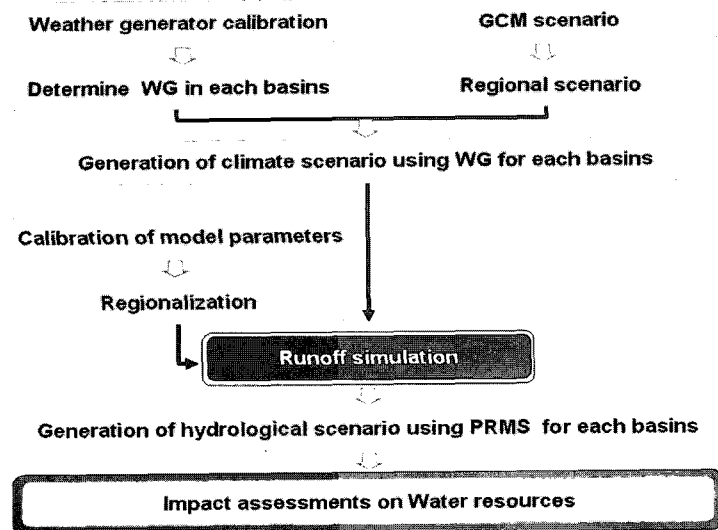 Weather generator calibration
GCM scenario
Determine WG in each basins
Regional scenario
Generation of climate scenario using WG for each basins
Calibration of model parameters
Regionalization
Runoff simulation
Generation of hydrological scenario using PRMS for each basins
Impact assessments on Water resources